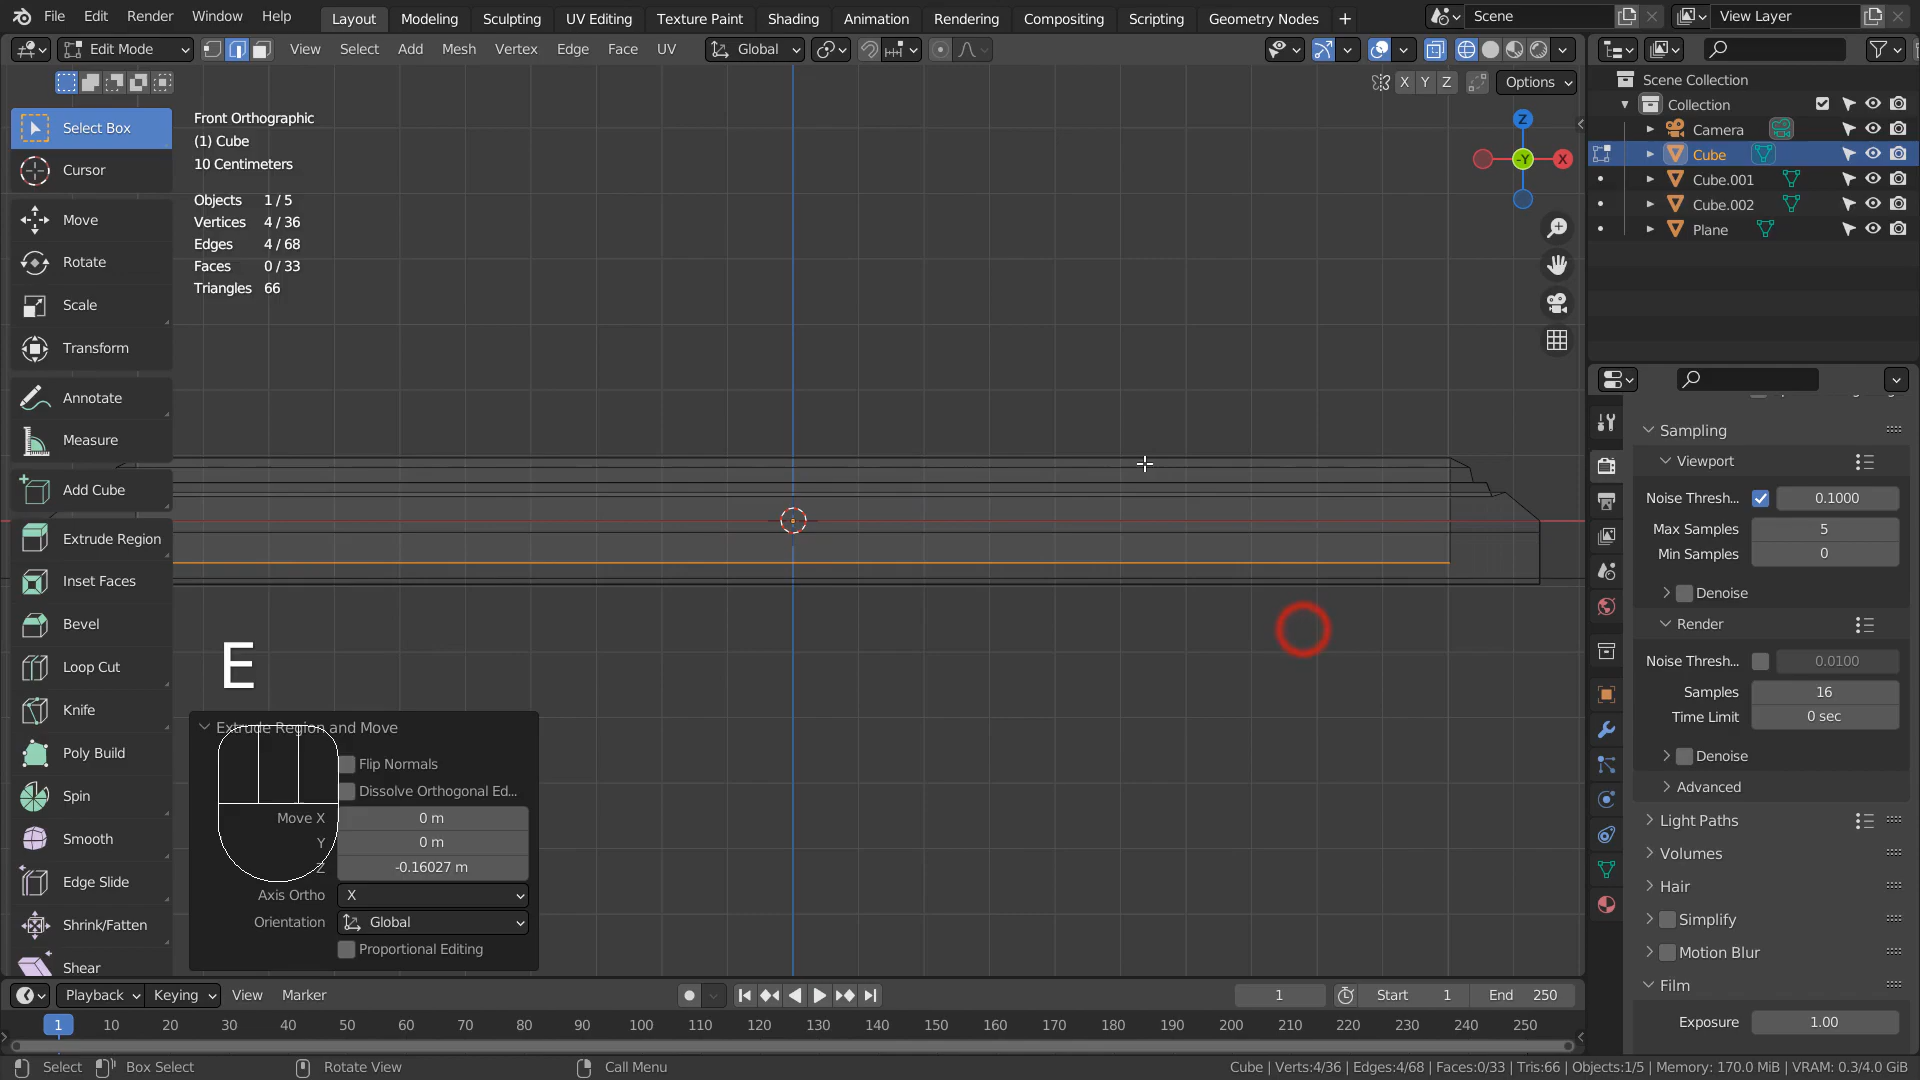 File Edit Render Window Help Layout Modeling Sculpting UV Editing Texture Paint Shading Animation Rendering Compositing Scripting Geometry Nodes + Scene View Layer
Edit Mode View Select Add Mesh Vertex Edge Face UV Global
X Y Z Options
Select Box
Cursor
Move
Rotate
Scale
Transform
Annotate
Measure
Add Cube
Extrude Region
Inset Faces
Bevel
Loop Cut
Knife
Poly Build
Spin
Smooth
Edge Slide
Shrink/Fatten
Shear
Front Orthographic
(1) Cube
10 Centimeters
Objects 1 / 5
Vertices 4 / 36
Edges 4 / 68
Faces 0 / 33
Triangles 66
Z
-Y X
E
Extrude Region and Move
Flip Normals
Dissolve Orthogonal Ed...
Move X 0 m
Y 0 m
Z -0.16027 m
Axis Ortho X
Orientation Global
Proportional Editing
Scene Collection
Collection
Camera
Cube
Cube.001
Cube.002
Plane
Sampling
Viewport
Noise Thresh... 0.1000
Max Samples 5
Min Samples 0
Denoise
Render
Noise Thresh... 0.0100
Samples 16
Time Limit 0 sec
Denoise
Advanced
Light Paths
Volumes
Hair
Simplify
Motion Blur
Film
Exposure 1.00
Playback Keying View Marker 1 Start 1 End 250
1 10 20 30 40 50 60 70 80 90 100 110 120 130 140 150 160 170 180 190 200 210 220 230 240 250
Select Box Select Rotate View Call Menu Cube | Verts:4/36 | Edges:4/68 | Faces:0/33 | Tris:66 | Objects:1/5 | Memory: 170.0 MiB | VRAM: 0.3/4.0 GiB